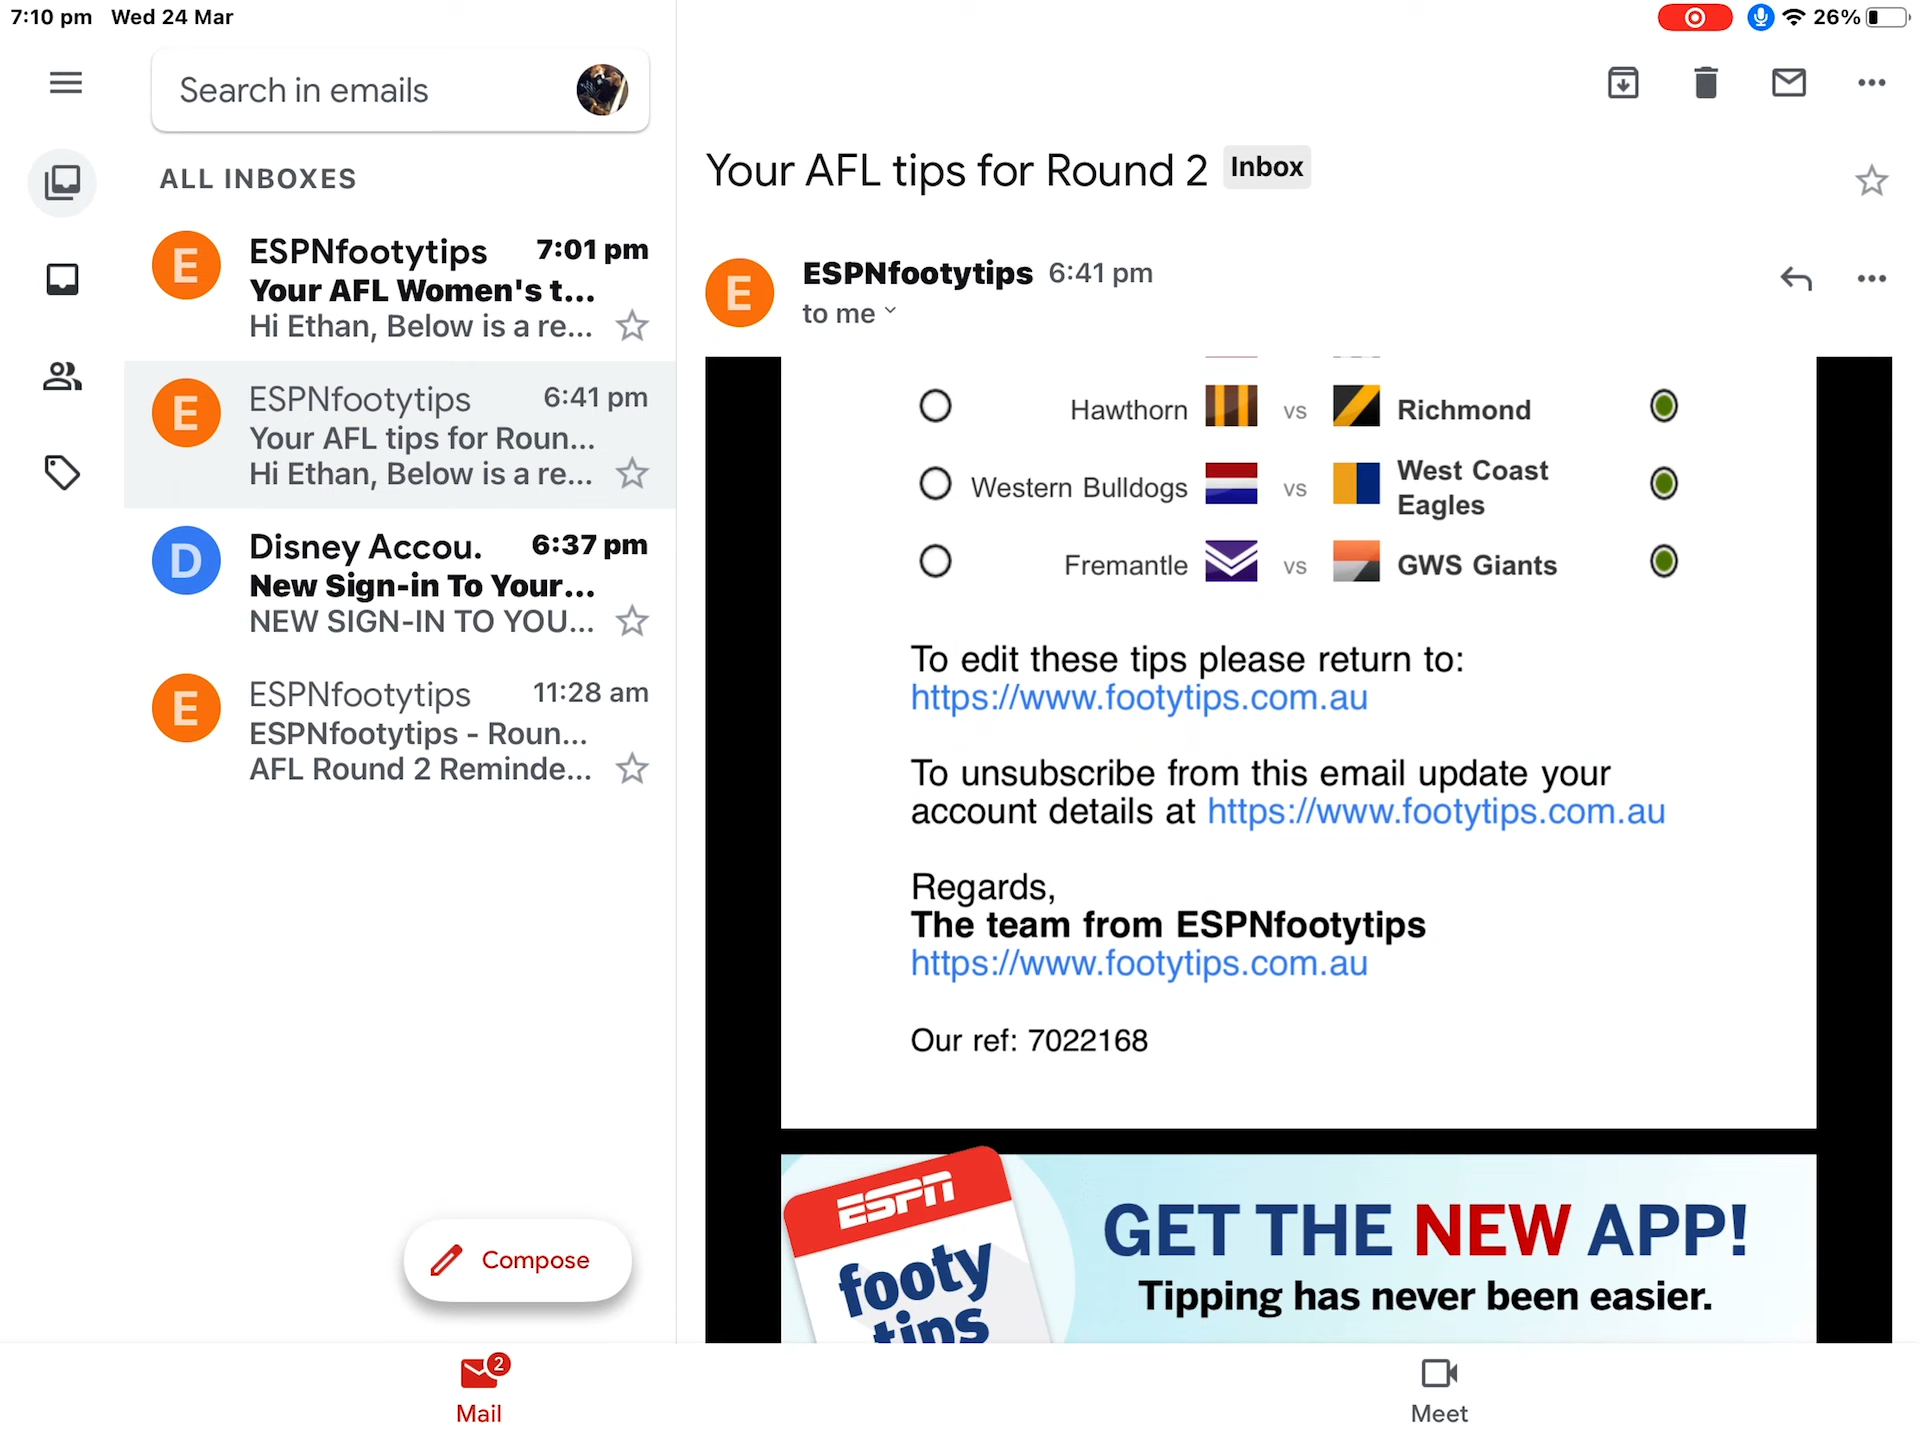 7:10 pm Wed 24 Mar
26%
Search in emails
ALL INBOXES
ESPNfootytips 7:01 pm
Your AFL Women's t...
Hi Ethan, Below is a re...
ESPNfootytips 6:41 pm
Your AFL tips for Roun...
Hi Ethan, Below is a re...
Disney Accou. 6:37 pm
New Sign-in To Your...
NEW SIGN-IN TO YOU...
ESPNfootytips 11:28 am
ESPNfootytips - Roun...
AFL Round 2 Reminde...
Compose
Your AFL tips for Round 2 Inbox
ESPNfootytips 6:41 pm
to me
Hawthorn vs Richmond
Western Bulldogs vs West Coast
Eagles
Fremantle vs GWS Giants
To edit these tips please return to:
https://www.footytips.com.au
To unsubscribe from this email update your
account details at https://www.footytips.com.au
Regards,
The team from ESPNfootytips
https://www.footytips.com.au
Our ref: 7022168
ESPN
footy
tips
GET THE NEW APP!
Tipping has never been easier.
2
Mail
Meet
E
E
D
E
E